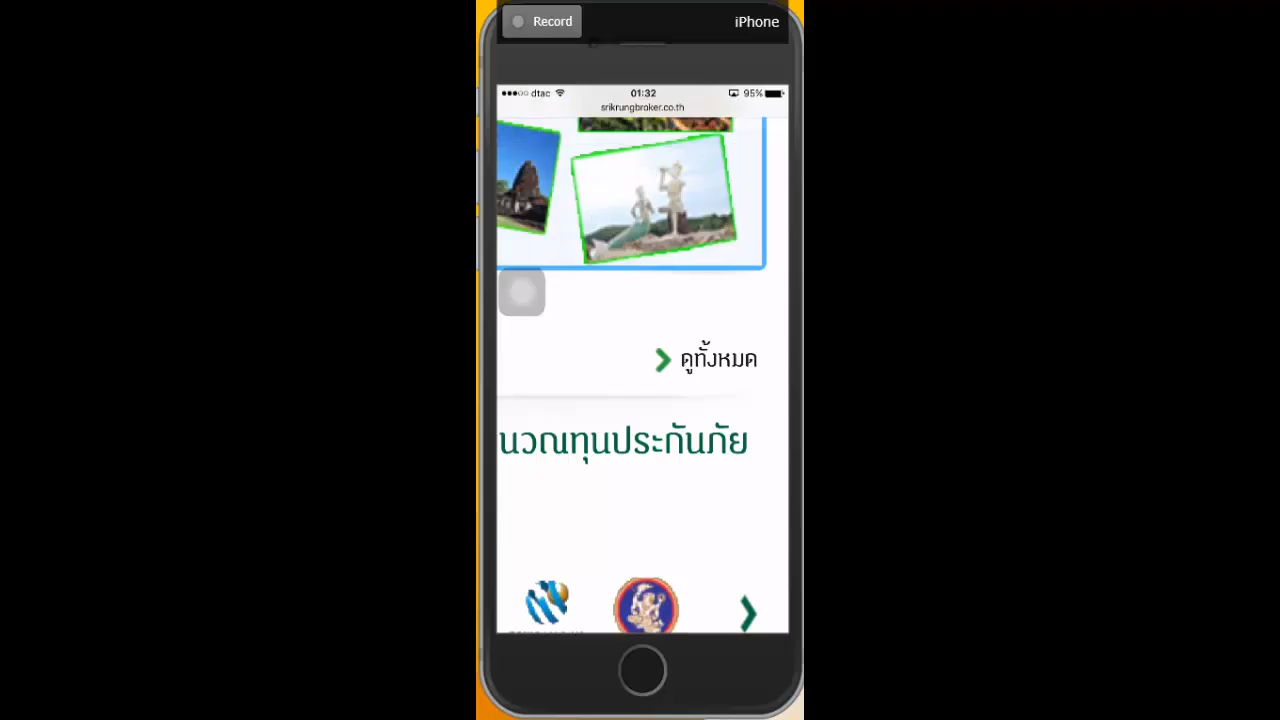 Record
iPhone
dtac
01:32
95%
srikrungbroker.co.th
ดูทั้งหมด
นวณทุนประกันภัย